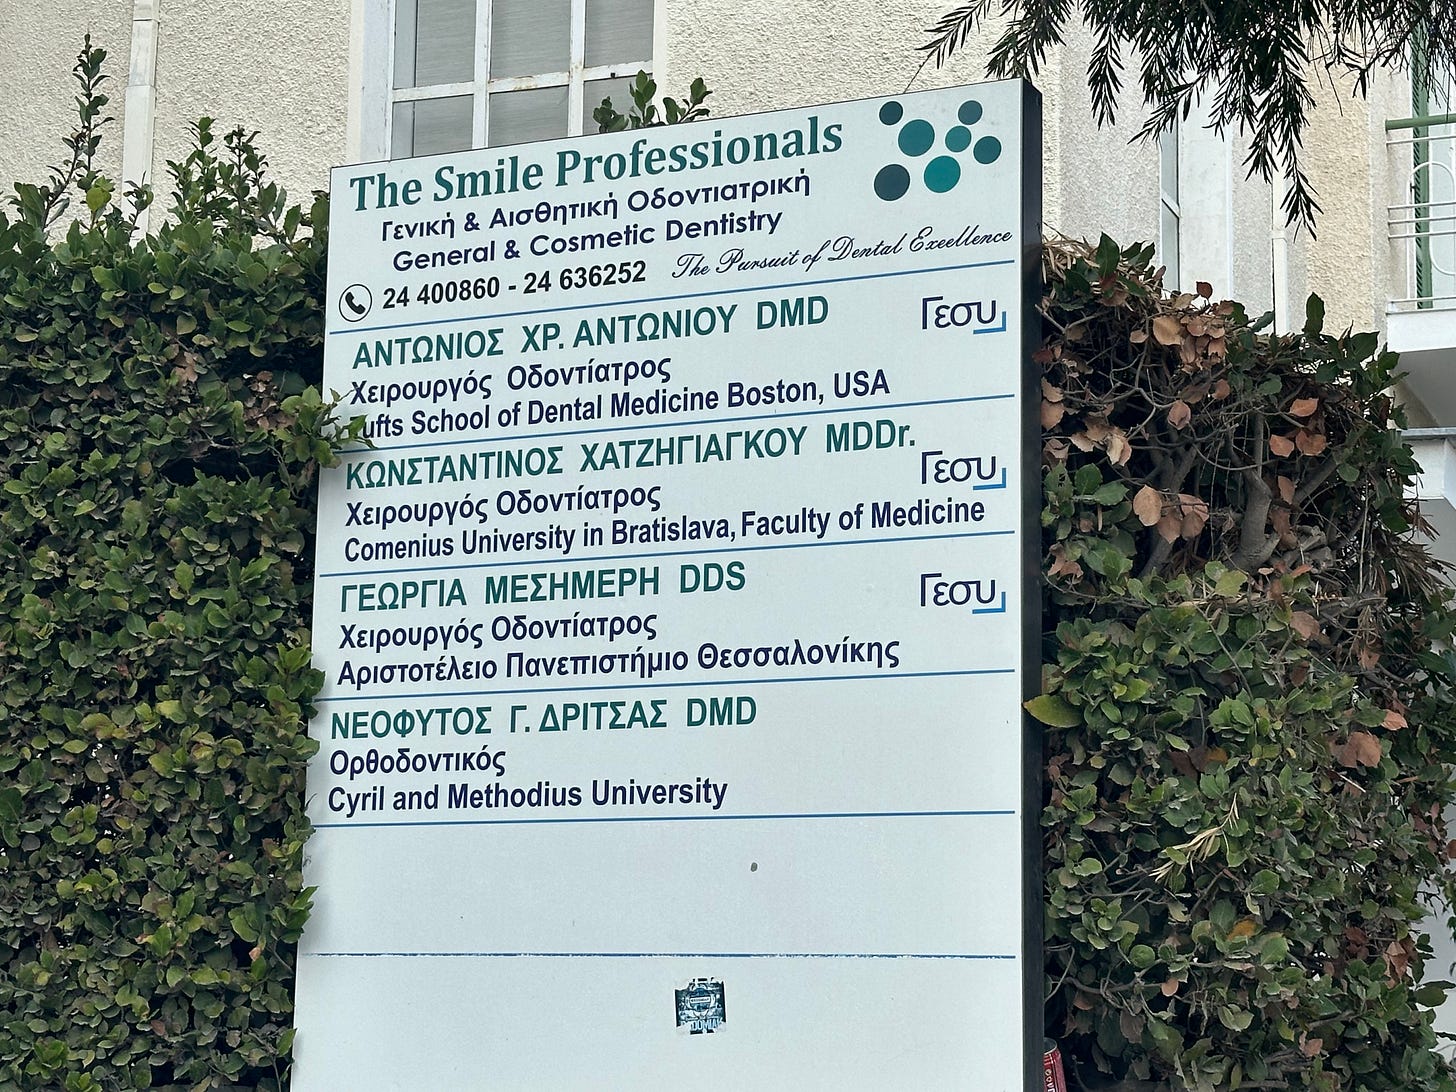 The Smile Professionals
Γενική & Αισθητική Οδοντιατρική
General & Cosmetic Dentistry
24 400860 - 24 636252
The Pursuit of Dental Excellence
ΑΝΤΩΝΙΟΣ ΧΡ. ΑΝΤΩΝΙΟΥ DMD
Γεσυ
Χειρουργός Οδοντίατρος
ufts School of Dental Medicine Boston, USA
ΚΩΝΣΤΑΝΤΙΝΟΣ ΧΑΤΖΗΓΙΑΓΚΟΥ MDDr.
Γεσυ
Χειρουργός Οδοντίατρος
Comenius University in Bratislava, Faculty of Medicine
ΓΕΩΡΓΙΑ ΜΕΣΗΜΕΡΗ DDS
Γεσυ
Χειρουργός Οδοντίατρος
Αριστοτέλειο Πανεπιστήμιο Θεσσαλονίκης
ΝΕΟΦΥΤΟΣ Γ. ΔΡΙΤΣΑΣ DMD
Ορθοδοντικός
Cyril and Methodius University